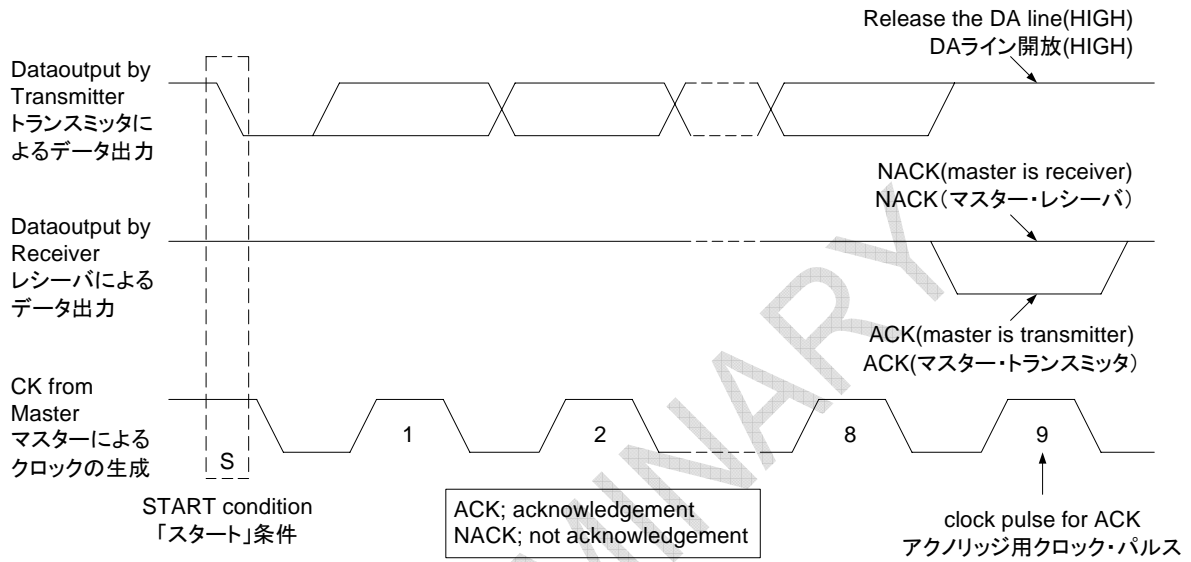 Release the DA line(HIGH)
DAライン開放(HIGH)
Dataoutput by
Transmitter
トランスミッタに
よるデータ出力
NACK(master is receiver)
NACK(マスター・レシーバ)
Dataoutput by
Receiver
レシーバによる
データ出力
ACK(master is transmitter)
ACK(マスター・トランスミッタ)
CK from
Master
マスターによる
クロックの生成
S
1
2
8
9
START condition
「スタート」条件
ACK; acknowledgement
NACK; not acknowledgement
clock pulse for ACK
アクノリッジ用クロック・パルス
MINARY